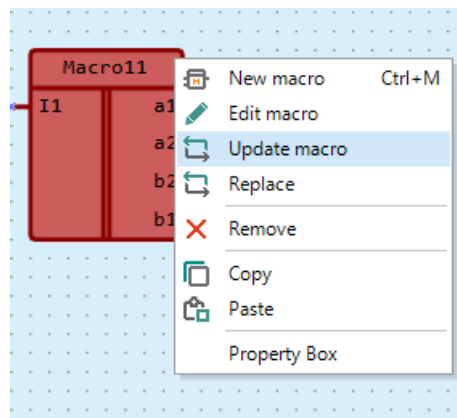 Macro11
I1
a1
a2
b2
b1
New macro Ctrl+M
Edit macro
Update macro
Replace
Remove
Copy
Paste
Property Box